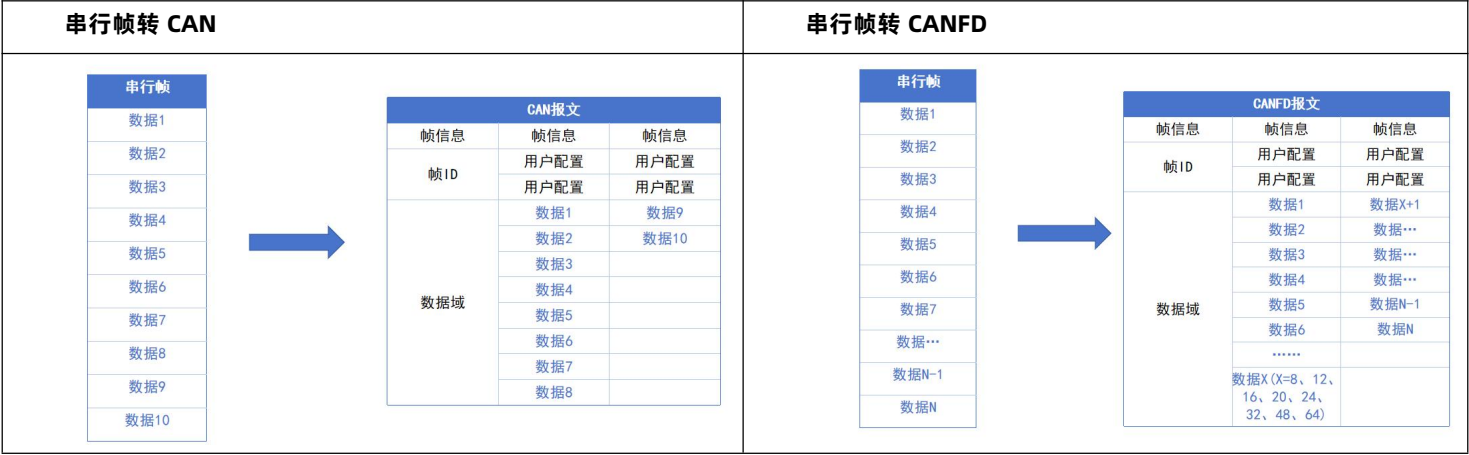 串行帧转 CAN
串行帧
数据1
数据2
数据3
数据4
数据5
数据6
数据7
数据8
数据9
数据10
CAN报文
帧信息 帧信息 帧信息
帧ID 用户配置 用户配置
用户配置 用户配置
数据域 数据1 数据9
数据2 数据10
数据3
数据4
数据5
数据6
数据7
数据8
串行帧转 CANFD
串行帧
数据1
数据2
数据3
数据4
数据5
数据6
数据7
数据…
数据N-1
数据N
CANFD报文
帧信息 帧信息 帧信息
帧ID 用户配置 用户配置
用户配置 用户配置
数据域 数据1 数据X+1
数据2 数据…
数据3 数据…
数据4 数据…
数据5 数据N-1
数据6 数据N
……
数据X(X=8、12、
16、20、24、
32、48、64)